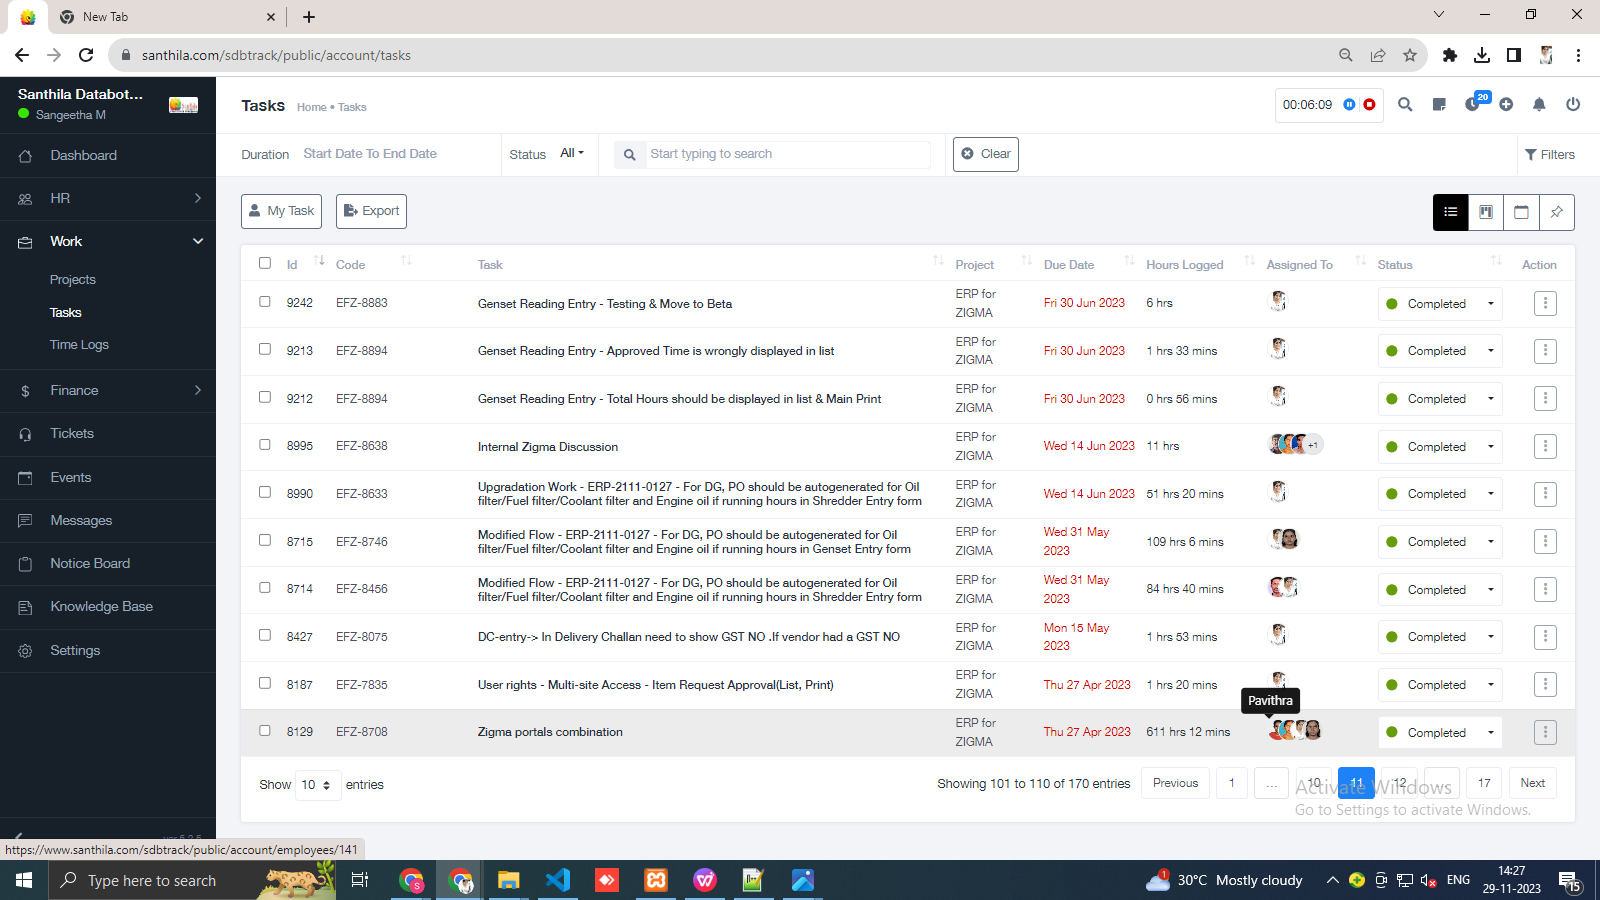 New Tab
santhila.com/sdbtrack/public/account/tasks
Santhila Databot...
Sangeetha M
Dashboard
HR
Work
Projects
Tasks
Time Logs
Finance
Tickets
Events
Messages
Notice Board
Knowledge Base
Settings
Tasks Home • Tasks
00:06:09
20
Duration Start Date To End Date Status All Start typing to search Clear Filters
My Task Export
Id Code Task Project Due Date Hours Logged Assigned To Status Action
9242 EFZ-8883 Genset Reading Entry - Testing & Move to Beta ERP for ZIGMA Fri 30 Jun 2023 6 hrs Completed
9213 EFZ-8894 Genset Reading Entry - Approved Time is wrongly displayed in list ERP for ZIGMA Fri 30 Jun 2023 1 hrs 33 mins Completed
9212 EFZ-8894 Genset Reading Entry - Total Hours should be displayed in list & Main Print ERP for ZIGMA Fri 30 Jun 2023 0 hrs 56 mins Completed
8995 EFZ-8638 Internal Zigma Discussion ERP for ZIGMA Wed 14 Jun 2023 11 hrs +1 Completed
8990 EFZ-8633 Upgradation Work - ERP-2111-0127 - For DG, PO should be autogenerated for Oil
filter/Fuel filter/Coolant filter and Engine oil if running hours in Shredder Entry form ERP for ZIGMA Wed 14 Jun 2023 51 hrs 20 mins Completed
8715 EFZ-8746 Modified Flow - ERP-2111-0127 - For DG, PO should be autogenerated for Oil
filter/Fuel filter/Coolant filter and Engine oil if running hours in Genset Entry form ERP for ZIGMA Wed 31 May 2023 109 hrs 6 mins Completed
8714 EFZ-8456 Modified Flow - ERP-2111-0127 - For DG, PO should be autogenerated for Oil
filter/Fuel filter/Coolant filter and Engine oil if running hours in Shredder Entry form ERP for ZIGMA Wed 31 May 2023 84 hrs 40 mins Completed
8427 EFZ-8075 DC-entry-> In Delivery Challan need to show GST NO .If vendor had a GST NO ERP for ZIGMA Mon 15 May 2023 1 hrs 53 mins Completed
8187 EFZ-7835 User rights - Multi-site Access - Item Request Approval(List, Print) ERP for ZIGMA Thu 27 Apr 2023 1 hrs 20 mins Completed
Pavithra
8129 EFZ-8708 Zigma portals combination ERP for ZIGMA Thu 27 Apr 2023 611 hrs 12 mins Completed
Show 10 entries Showing 101 to 110 of 170 entries Previous 1 ... 10 11 12 ... 17 Next
Activate Windows
Go to Settings to activate Windows.
https://www.santhila.com/sdbtrack/public/account/employees/141
Type here to search
1 30°C Mostly cloudy ENG 14:27
29-11-2023
15